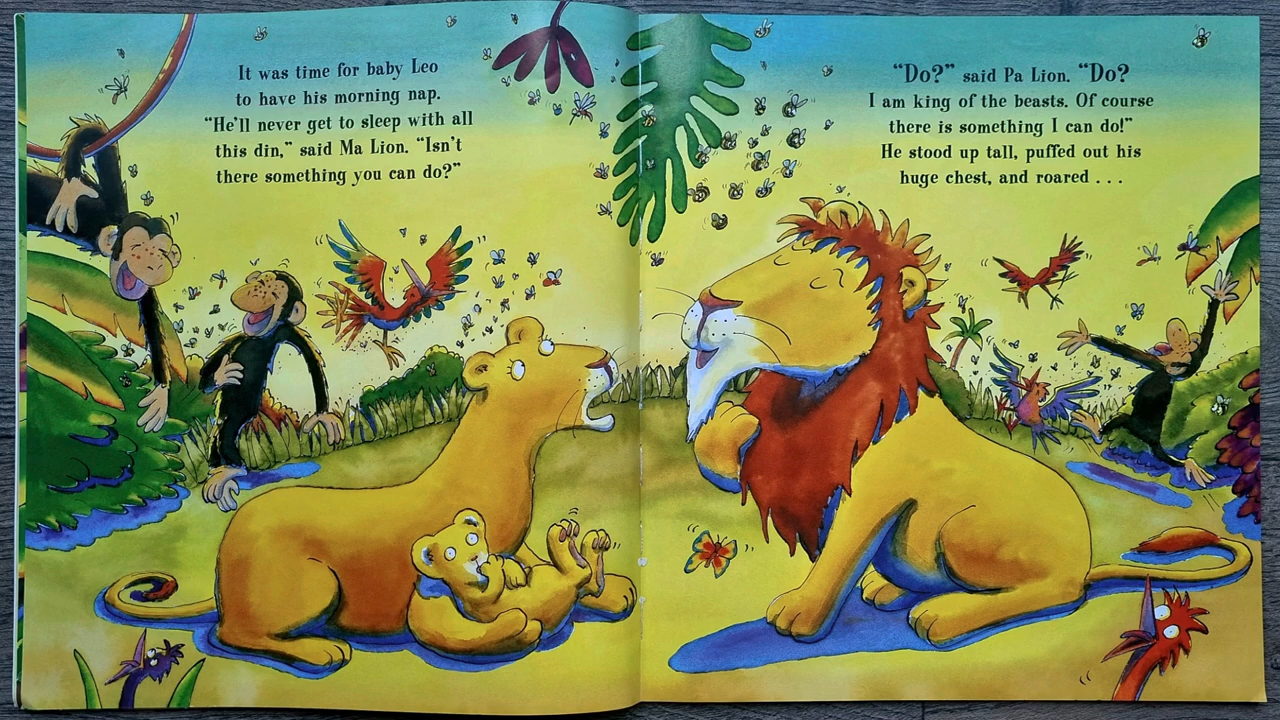 It was time for baby Leo
to have his morning nap.
“He’ll never get to sleep with all
this din,” said Ma Lion. “Isn’t
there something you can do?”
“Do?” said Pa Lion. “Do?
I am king of the beasts. Of course
there is something I can do!”
He stood up tall, puffed out his
huge chest, and roared . . .